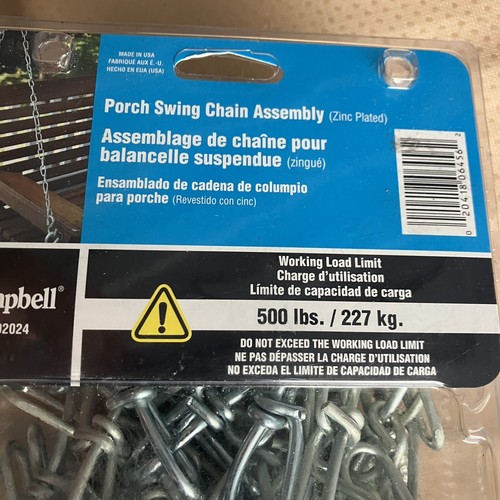 MADE IN USA
FABRIQUÉ AUX É.-U.
HECHO EN EUA (USA)
Porch Swing Chain Assembly (Zinc Plated)
Assemblage de chaîne pour
balancelle suspendue (zingué)
Ensamblado de cadena de columpio
para porche (Revestido con cinc)
0 20418 06456 2
Working Load Limit
Charge d'utilisation
Límite de capacidad de carga
500 lbs. / 227 kg.
DO NOT EXCEED THE WORKING LOAD LIMIT
NE PAS DÉPASSER LA CHARGE D'UTILISATION
NO EXCEDA EL LIMITE DE CAPACIDAD DE CARGA
mpbell®
02024